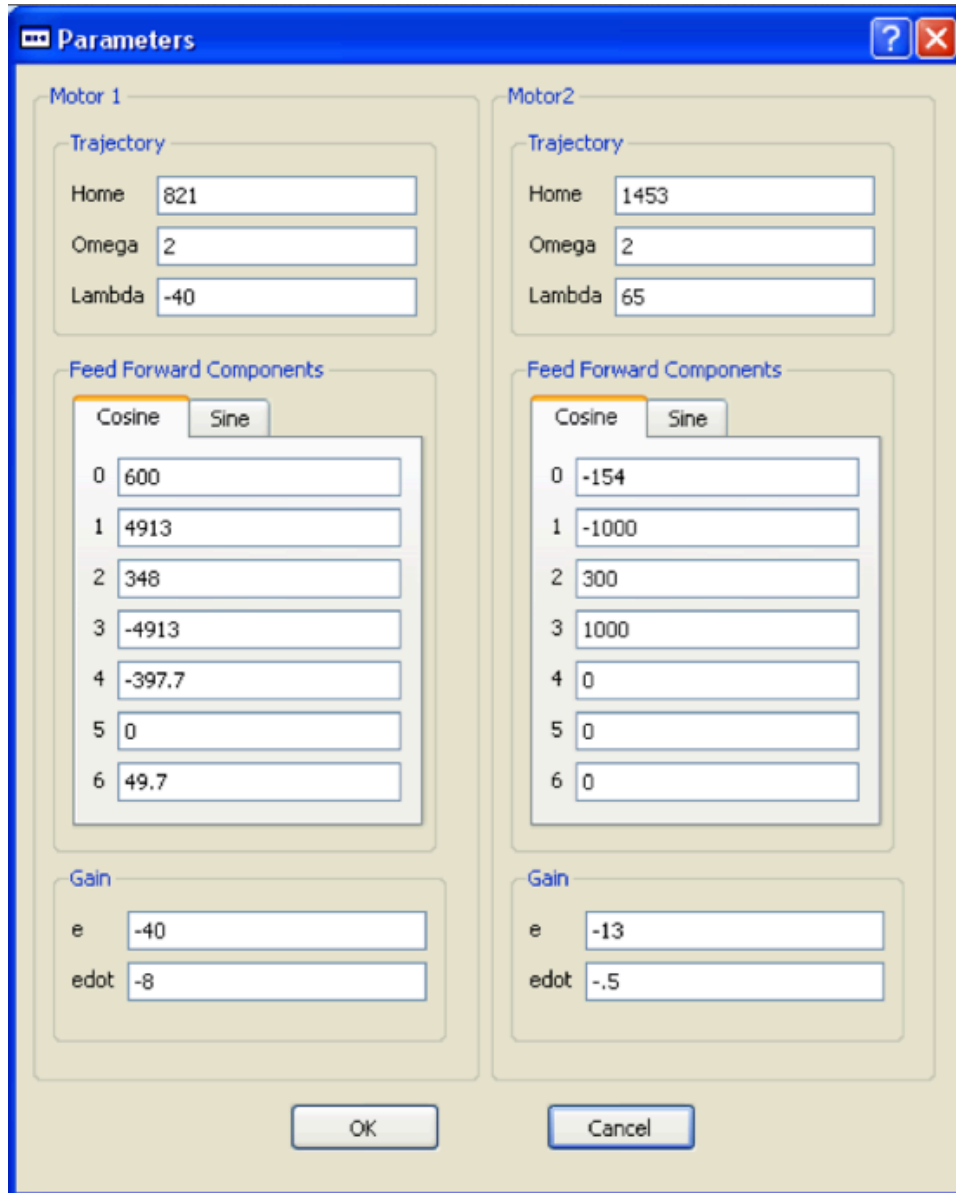 Parameters
Motor 1
Trajectory
Home 821
Omega 2
Lambda -40
Feed Forward Components
Cosine Sine
0 600
1 4913
2 348
3 -4913
4 -397.7
5 0
6 49.7
Gain
e -40
edot -8
Motor2
Trajectory
Home 1453
Omega 2
Lambda 65
Feed Forward Components
Cosine Sine
0 -154
1 -1000
2 300
3 1000
4 0
5 0
6 0
Gain
e -13
edot -.5
OK Cancel